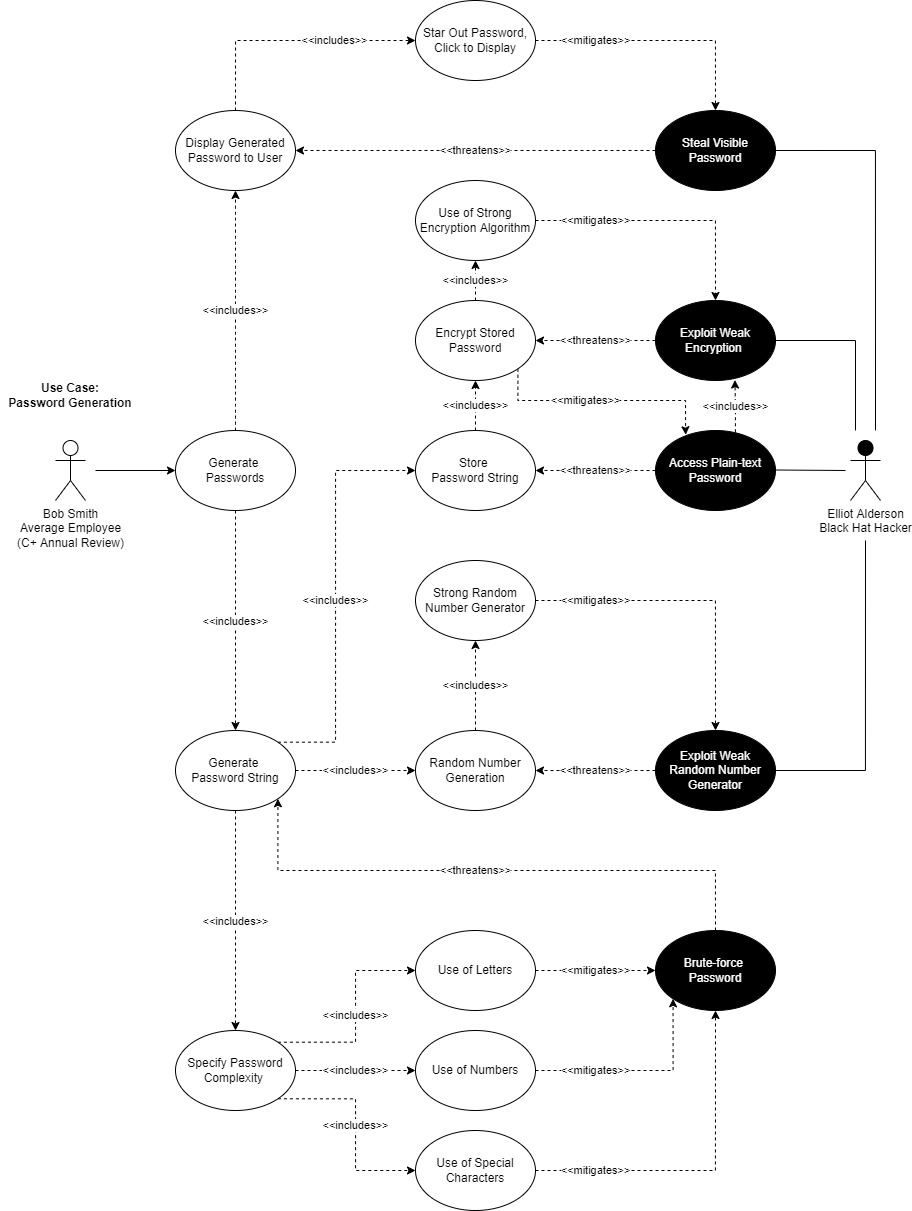 <<includes>>
Star Out Password,
Click to Display
<<mitigates>>
Display Generated
Password to User
<<threatens>>
Steal Visible
Password
Use of Strong
Encryption Algorithm
<<mitigates>>
<<includes>>
<<includes>>
Encrypt Stored
Password
<<threatens>>
Exploit Weak
Encryption
Use Case:
Password Generation
<<includes>>
<<mitigates>>
<<includes>>
Bob Smith
Average Employee
(C+ Annual Review)
Generate
Passwords
Store
Password String
<<threatens>>
Access Plain-text
Password
Elliot Alderson
Black Hat Hacker
<<includes>>
<<includes>>
Strong Random
Number Generator
<<mitigates>>
<<includes>>
Generate
Password String
<<includes>>
Random Number
Generation
<<threatens>>
Exploit Weak
Random Number
Generator
<<threatens>>
<<includes>>
Use of Letters
<<mitigates>>
Brute-force
Password
<<includes>>
Specify Password
Complexity
<<includes>>
Use of Numbers
<<mitigates>>
<<includes>>
Use of Special
Characters
<<mitigates>>